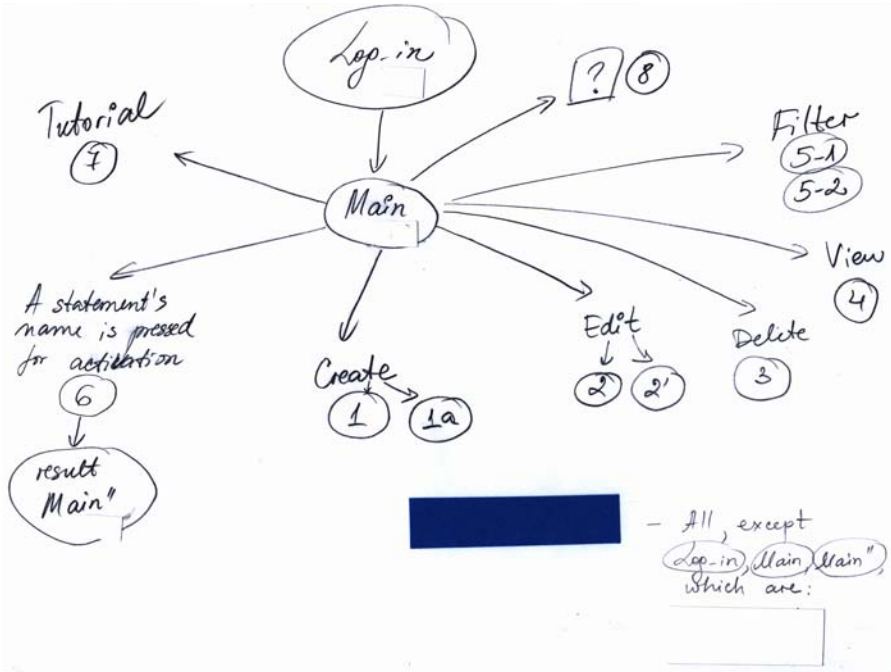 Log-in
? 8
Tutorial
7
Filter
5-1
5-2
Main
View
4
A statement's
name is pressed
for activation
6
Edit
2 2'
Delete
3
Create
1 1a
result
Main"
- All, except
Log-in, Main, Main",
which are: